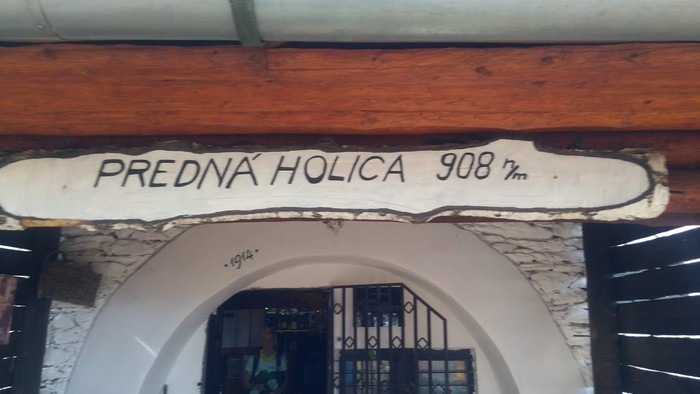 PREDNÁ HOLICA 908 n/m
• 1914 •